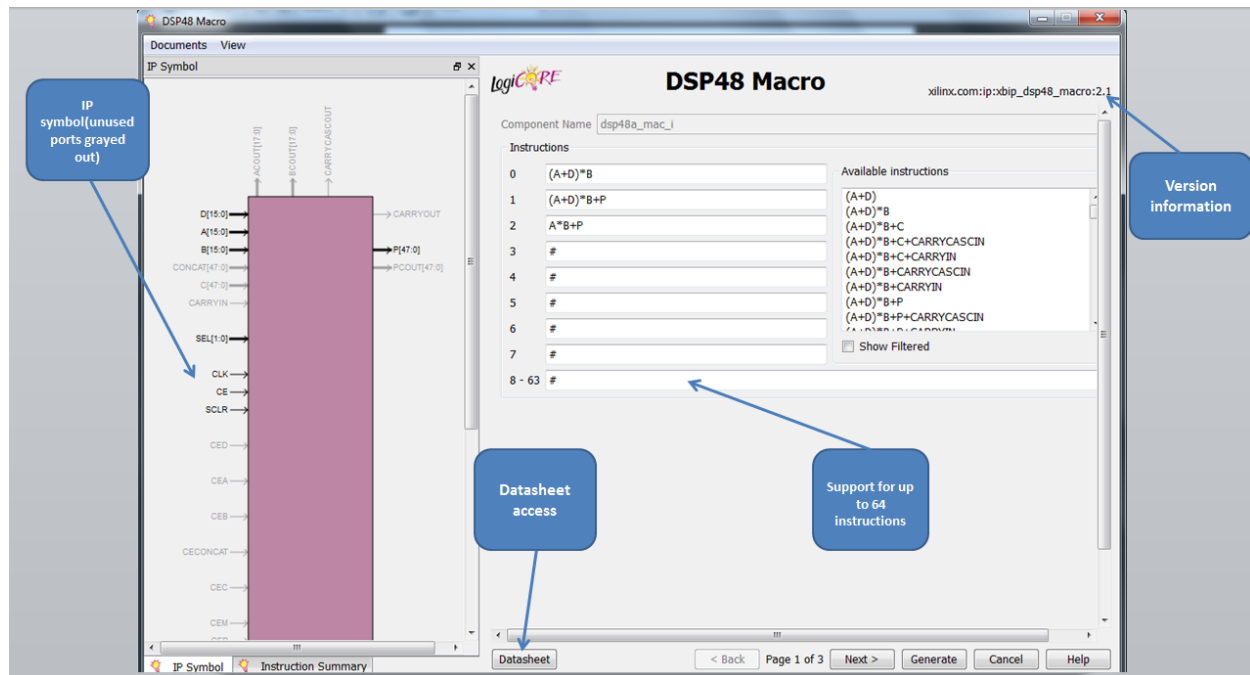 DSP48 Macro
Documents View
IP Symbol
IP
symbol(unused
ports grayed
out)
ACOUT[17:0]
BCOUT[17:0]
CARRYCASCOUT
D[15:0]
A[15:0]
B[15:0]
CONCAT[47:0]
C[47:0]
CARRYIN
SEL[1:0]
CLK
CE
SCLR
CED
CEA
CEB
CECONCAT
CEC
CEM
CARRYOUT
P[47:0]
PCOUT[47:0]
IP Symbol Instruction Summary
LogiCORE
DSP48 Macro
xilinx.com:ip:xbip_dsp48_macro:2.1
Version
information
Component Name dsp48a_mac_i
Instructions
0 (A+D)*B
1 (A+D)*B+P
2 A*B+P
3 #
4 #
5 #
6 #
7 #
8 - 63 #
Available instructions
(A+D)
(A+D)*B
(A+D)*B+C
(A+D)*B+C+CARRYCASCIN
(A+D)*B+C+CARRYIN
(A+D)*B+CARRYCASCIN
(A+D)*B+CARRYIN
(A+D)*B+P
(A+D)*B+P+CARRYCASCIN
(A+D)*B+P+CARRYIN
Show Filtered
Datasheet
access
Support for up
to 64
instructions
Datasheet < Back Page 1 of 3 Next > Generate Cancel Help